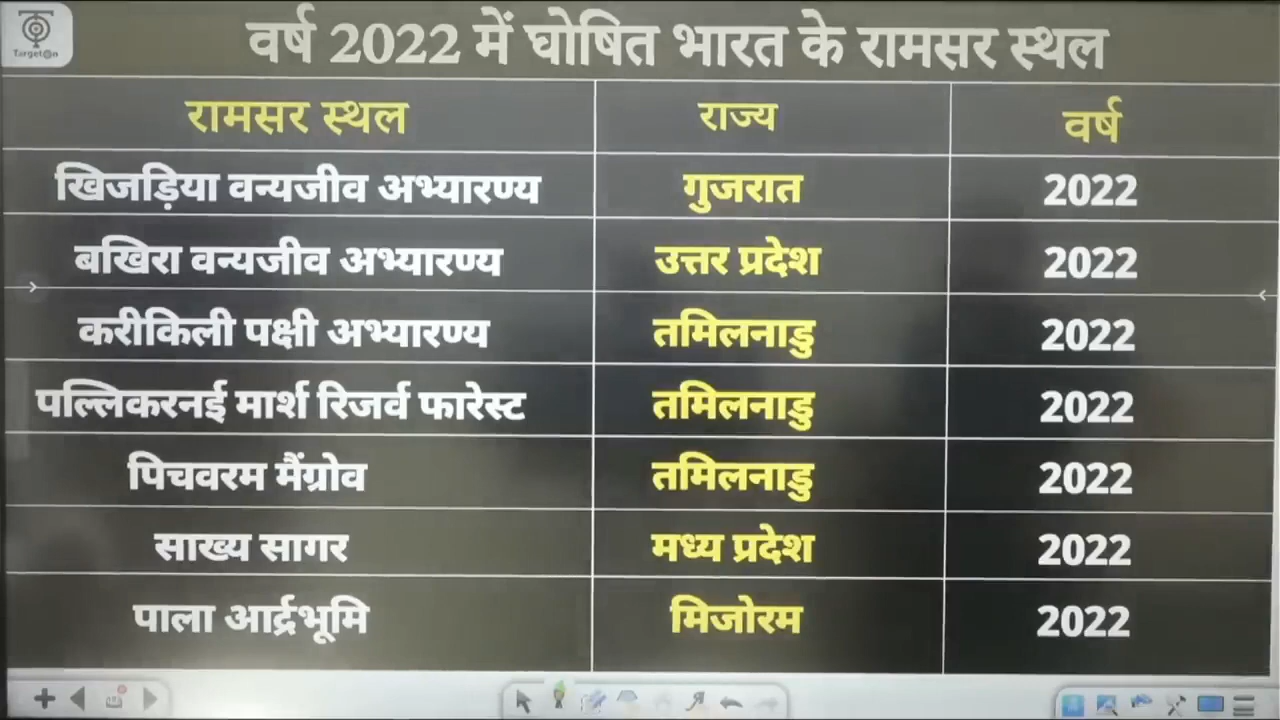 Target@n
वर्ष 2022 में घोषित भारत के रामसर स्थल
रामसर स्थल राज्य वर्ष
खिजड़िया वन्यजीव अभ्यारण्य गुजरात 2022
बखिरा वन्यजीव अभ्यारण्य उत्तर प्रदेश 2022
करीकिली पक्षी अभ्यारण्य तमिलनाडु 2022
पल्लिकरनई मार्श रिजर्व फारेस्ट तमिलनाडु 2022
पिचवरम मैंग्रोव तमिलनाडु 2022
साख्य सागर मध्य प्रदेश 2022
पाला आर्द्रभूमि मिजोरम 2022